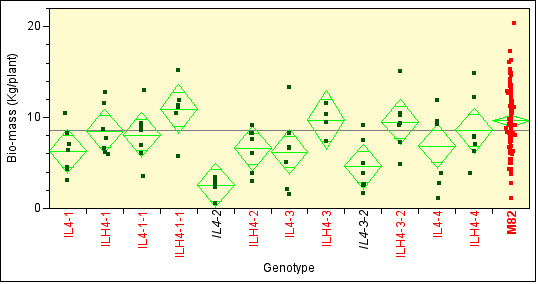 Bio-mass (Kg/plant)
20
10
0
IL4-1
ILH4-1
IL4-1-1
ILH4-1-1
IL4-2
ILH4-2
IL4-3
ILH4-3
IL4-3-2
ILH4-3-2
IL4-4
ILH4-4
M82
Genotype